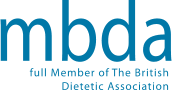 mbda
full Member of The British
Dietetic Association